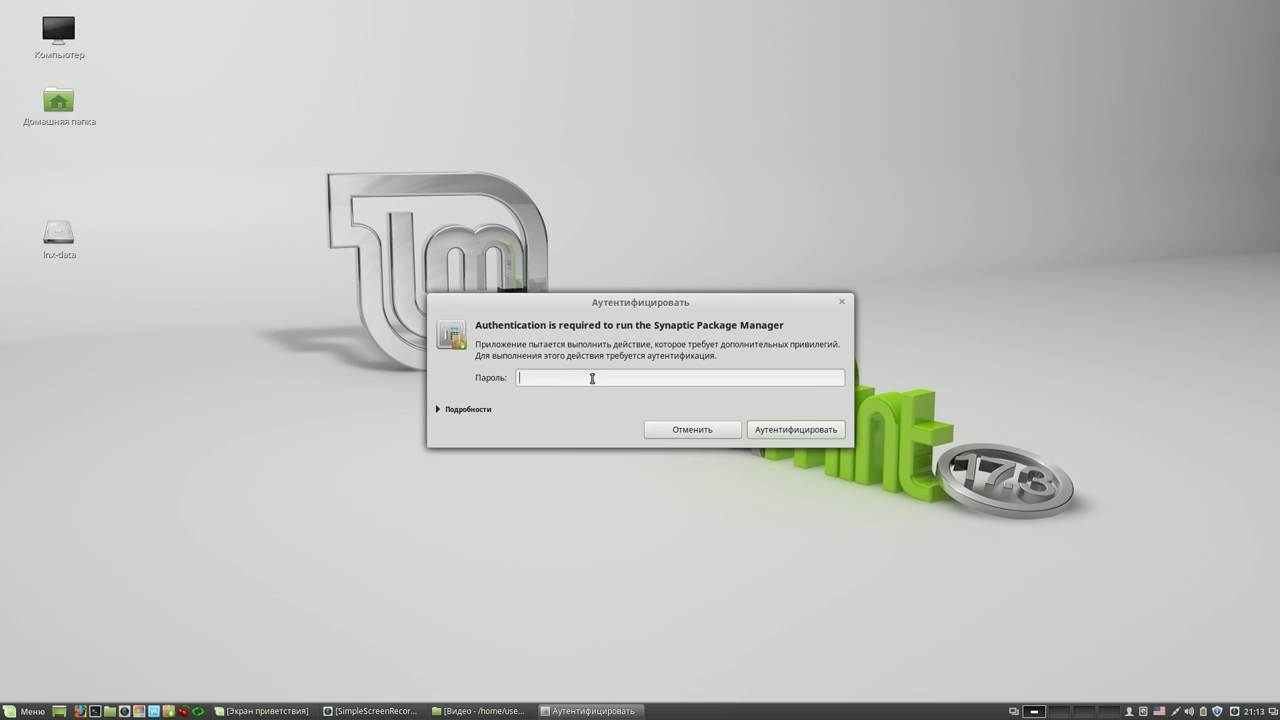 Компьютер
Домашняя папка
lnx-data
Аутентифицировать
Authentication is required to run the Synaptic Package Manager
Приложение пытается выполнить действие, которое требует дополнительных привилегий.
Для выполнения этого действия требуется аутентификация.
Пароль:
Подробности
Отменить
Аутентифицировать
17.3
Меню
[Экран приветствия]
[SimpleScreenRecor...
[Видео - /home/use...
Аутентифицировать
21:13